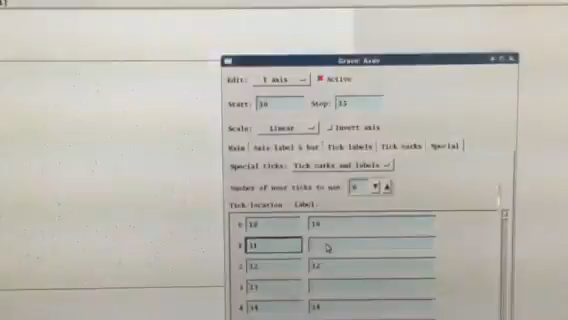 Grace: Axes
Edit: Active
Start: 10 Stop: 15
Scale: Linear Invert axis
Main Axis label & bar Tick labels Tick marks Special
Special ticks: Tick marks and labels
Number of user ticks to use: 6
Tick location Label:
0 10 10
1 11
2 12 12
3 13
4 14 14